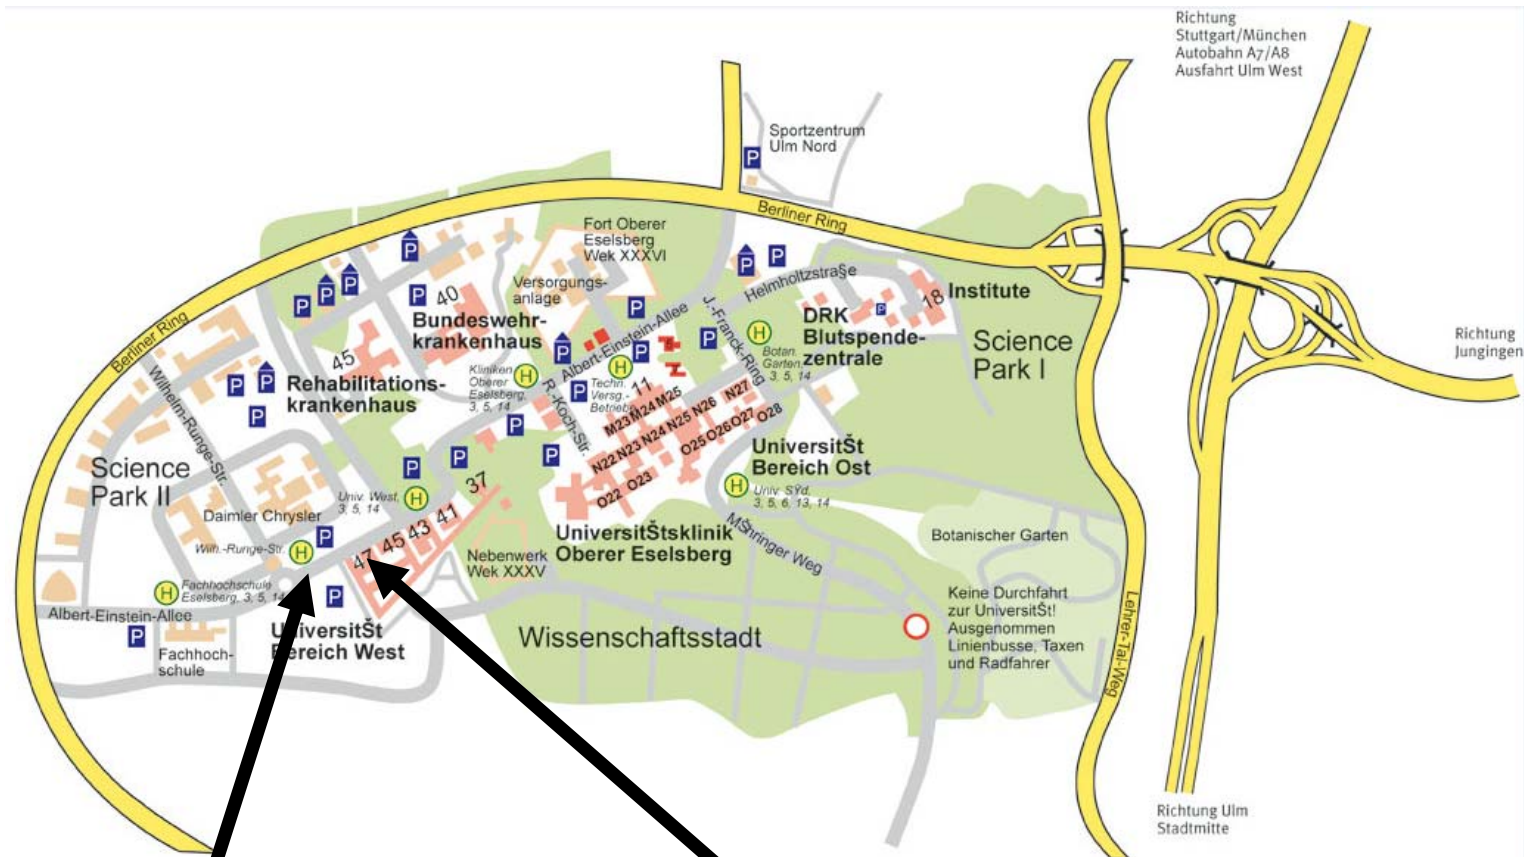 Richtung
Stuttgart/München
Autobahn A7/A8
Ausfahrt Ulm West
Sportzentrum
Ulm Nord
P
Berliner Ring
Fort Oberer
Eselsberg
Wek XXXVI
Versorgungs-
anlage
P
P
P
P
P
P
P
P
40
Bundeswehr-
krankenhaus
Helmholtzstraße
18
Institute
DRK
Blutspende-
zentrale
P
Science
Park I
Richtung
Jungingen
Berliner Ring
45
Rehabilitations-
krankenhaus
P
P
P
Wilhelm-Runge-Str.
Albert-Einstein-Allee
J.-Franck-Ring
P
P
P
P
H
Botan.
Garten.
3, 5, 14
H
Kliniken
Oberer
Eselsberg,
3, 5, 14
H
Techn.
Versg.-
Betriebe
R.-Koch-Str.
6
7
11
M23 M24 M25
N22 N23 N24 N25 N26 N27
O22 O23
O25 O26 O27 O28
P
P
P
P
UniversitŠt
Bereich Ost
H
Univ. SŸd.
3, 5, 6, 13, 14
Science
Park II
Daimler Chrysler
Univ. West,
3, 5, 14
H
37
47 45 43 41
P
Wilh.-Runge-Str.
H
H
Fachhochschule
Eselsberg, 3, 5, 14
Albert-Einstein-Allee
P
P
Fachhoch-
schule
UniversitŠt
Bereich West
Nebenwerk
Wek XXXV
UniversitŠtsklinik
Oberer Eselsberg
MŠhringer Weg
Wissenschaftsstadt
Botanischer Garten
Keine Durchfahrt
zur UniversitŠt!
Ausgenommen
Linienbusse, Taxen
und Radfahrer
Lehrer-Tal-Weg
Richtung Ulm
Stadtmitte